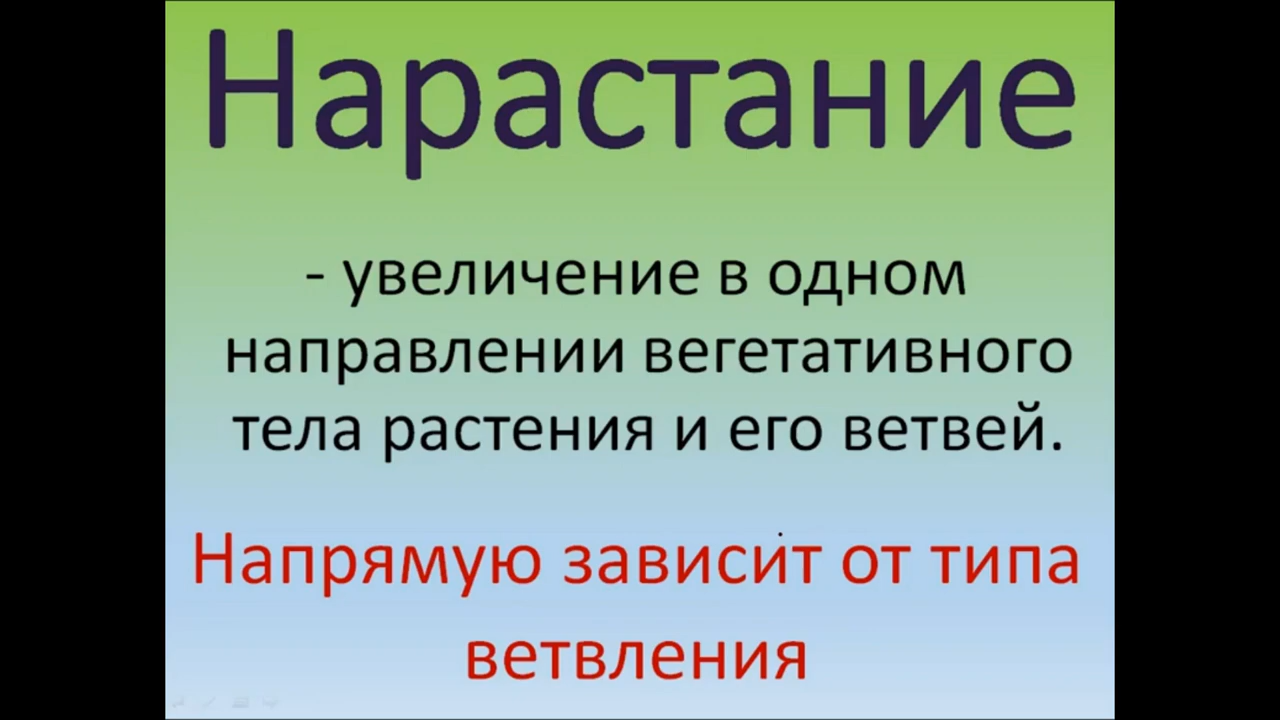 Нарастание
- увеличение в одном
направлении вегетативного
тела растения и его ветвей.
Напрямую зависит от типа
ветвления